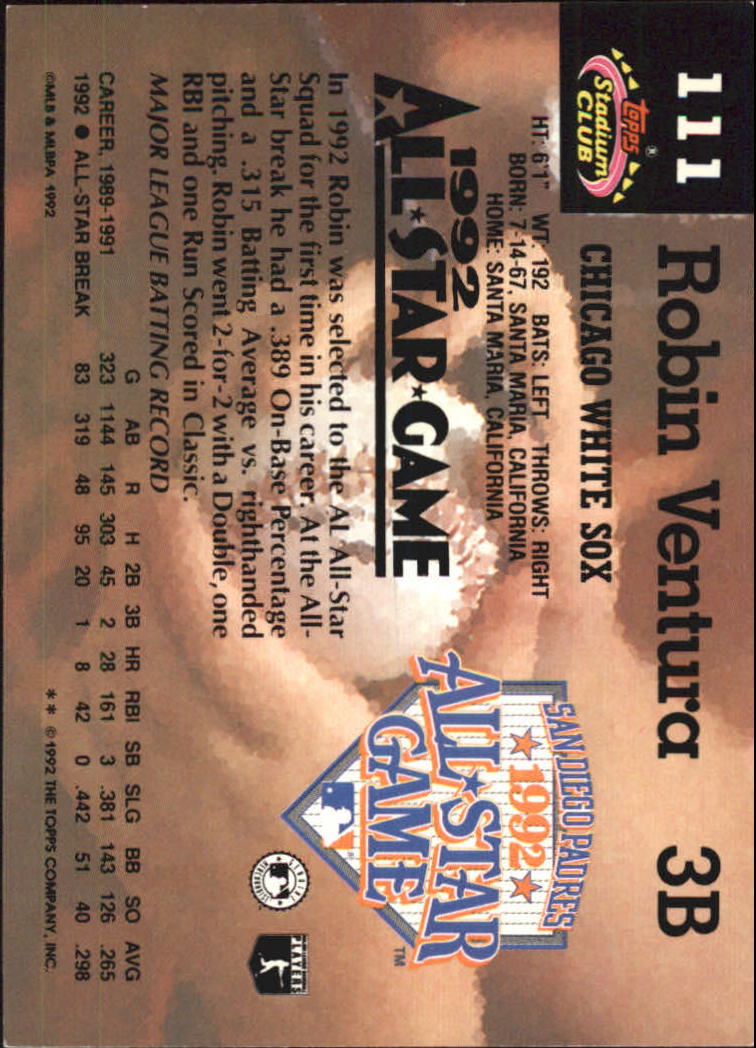 111
Robin Ventura 3B
topps®
Stadium
CLUB
CHICAGO WHITE SOX
HT: 6'1" WT: 192 BATS: LEFT THROWS: RIGHT
BORN: 7-14-67, SANTA MARIA, CALIFORNIA
HOME: SANTA MARIA, CALIFORNIA
1992
ALL★STAR★GAME
In 1992 Robin was selected to the AL All-Star
Squad for the first time in his career. At the All-
Star break he had a .389 On-Base Percentage
and a .315 Batting Average vs. righthanded
pitching. Robin went 2-for-2 with a Double, one
RBI and one Run Scored in Classic.
SAN DIEGO PADRES
★1992★
ALL★STAR
GAME
TM
MAJOR LEAGUE BATTING RECORD
G AB R H 2B 3B HR RBI SB SLG BB SO AVG
CAREER, 1989-1991 323 1144 145 303 45 2 28 161 3 .381 143 126 .265
1992 ● ALL-STAR BREAK 83 319 48 95 20 1 8 42 0 .442 51 40 .298
©MLB & MLBPA 1992
** ©1992 THE TOPPS COMPANY, INC.
PLAYERS